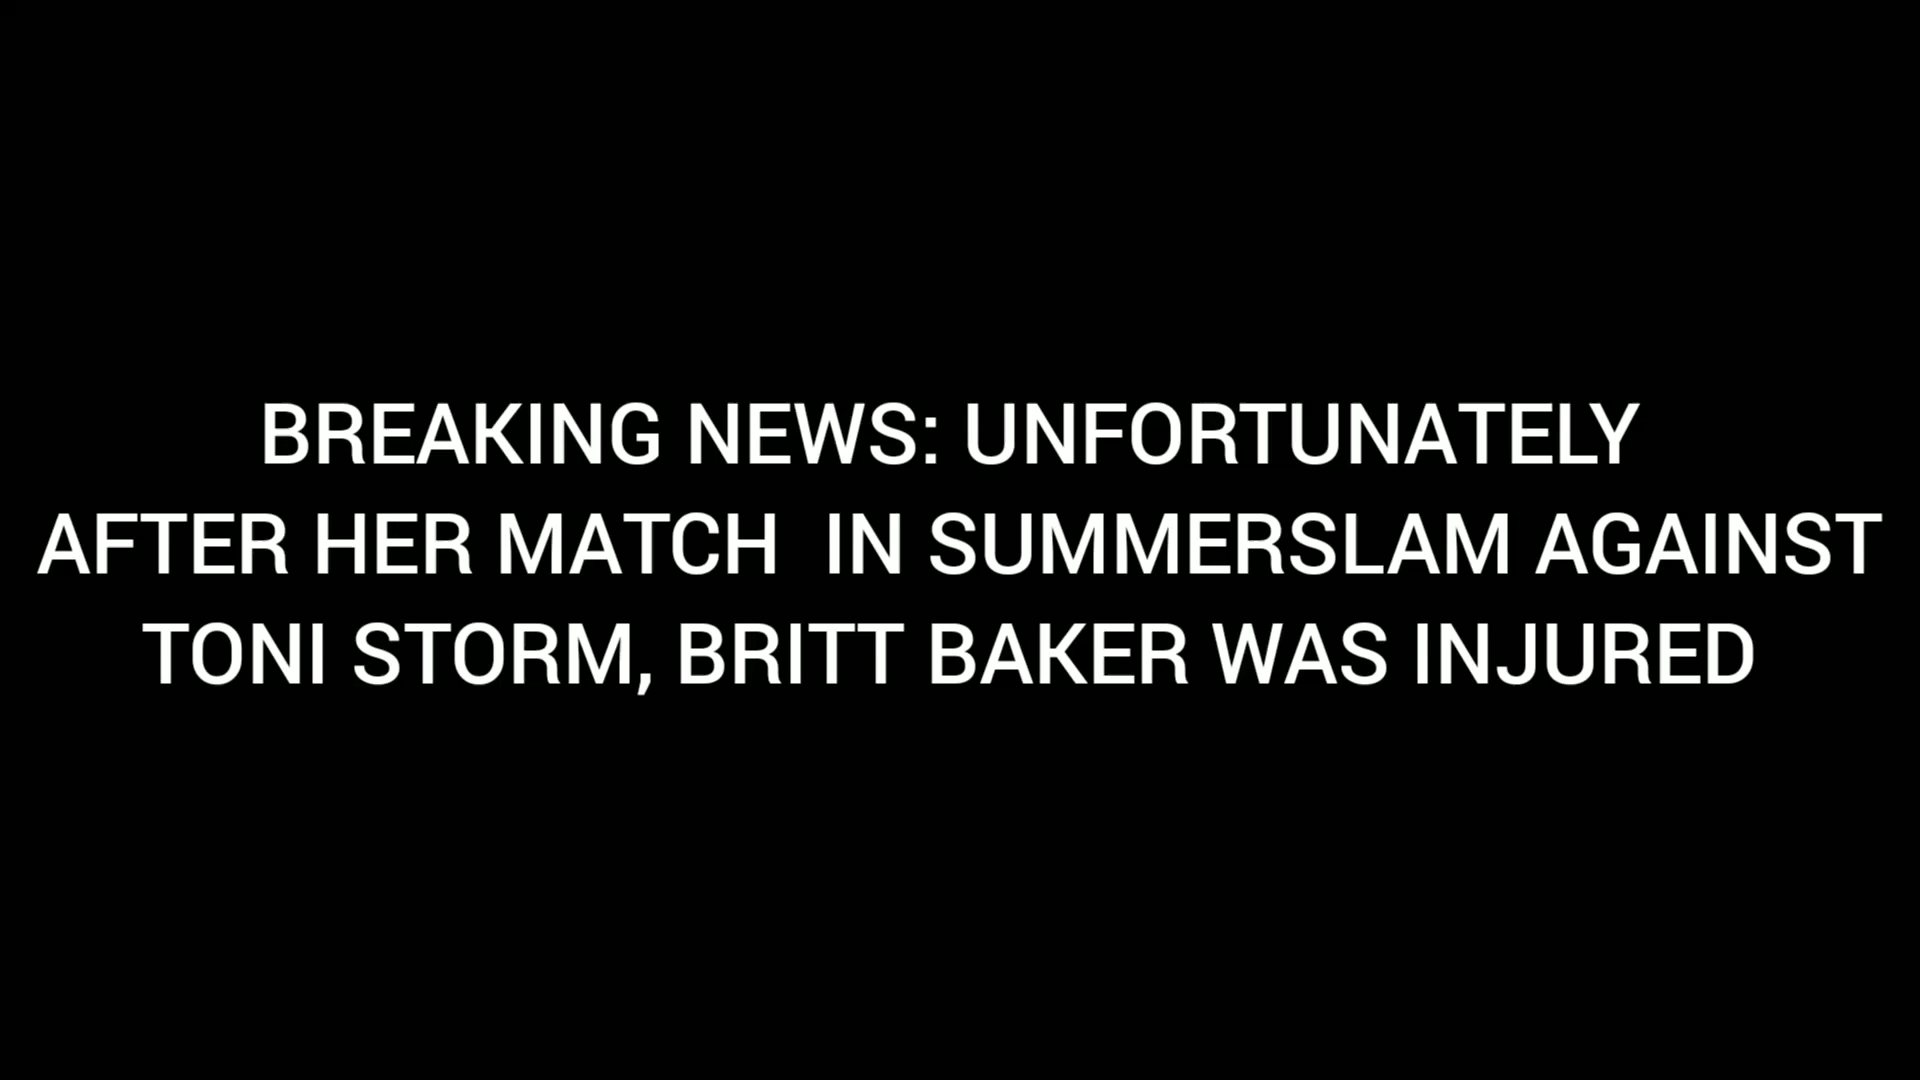 BREAKING NEWS: UNFORTUNATELY
AFTER HER MATCH  IN SUMMERSLAM AGAINST
TONI STORM, BRITT BAKER WAS INJURED